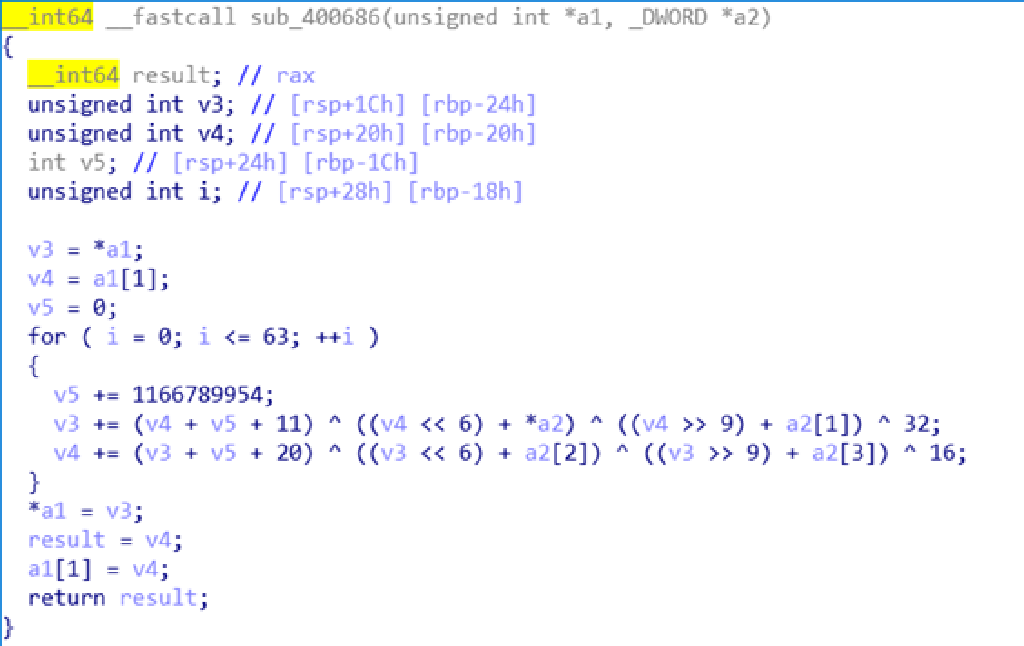 __int64 __fastcall sub_400686(unsigned int *a1, _DWORD *a2)
{
  __int64 result; // rax
  unsigned int v3; // [rsp+1Ch] [rbp-24h]
  unsigned int v4; // [rsp+20h] [rbp-20h]
  int v5; // [rsp+24h] [rbp-1Ch]
  unsigned int i; // [rsp+28h] [rbp-18h]

  v3 = *a1;
  v4 = a1[1];
  v5 = 0;
  for ( i = 0; i <= 63; ++i )
  {
    v5 += 1166789954;
    v3 += (v4 + v5 + 11) ^ ((v4 << 6) + *a2) ^ ((v4 >> 9) + a2[1]) ^ 32;
    v4 += (v3 + v5 + 20) ^ ((v3 << 6) + a2[2]) ^ ((v3 >> 9) + a2[3]) ^ 16;
  }
  *a1 = v3;
  result = v4;
  a1[1] = v4;
  return result;
}